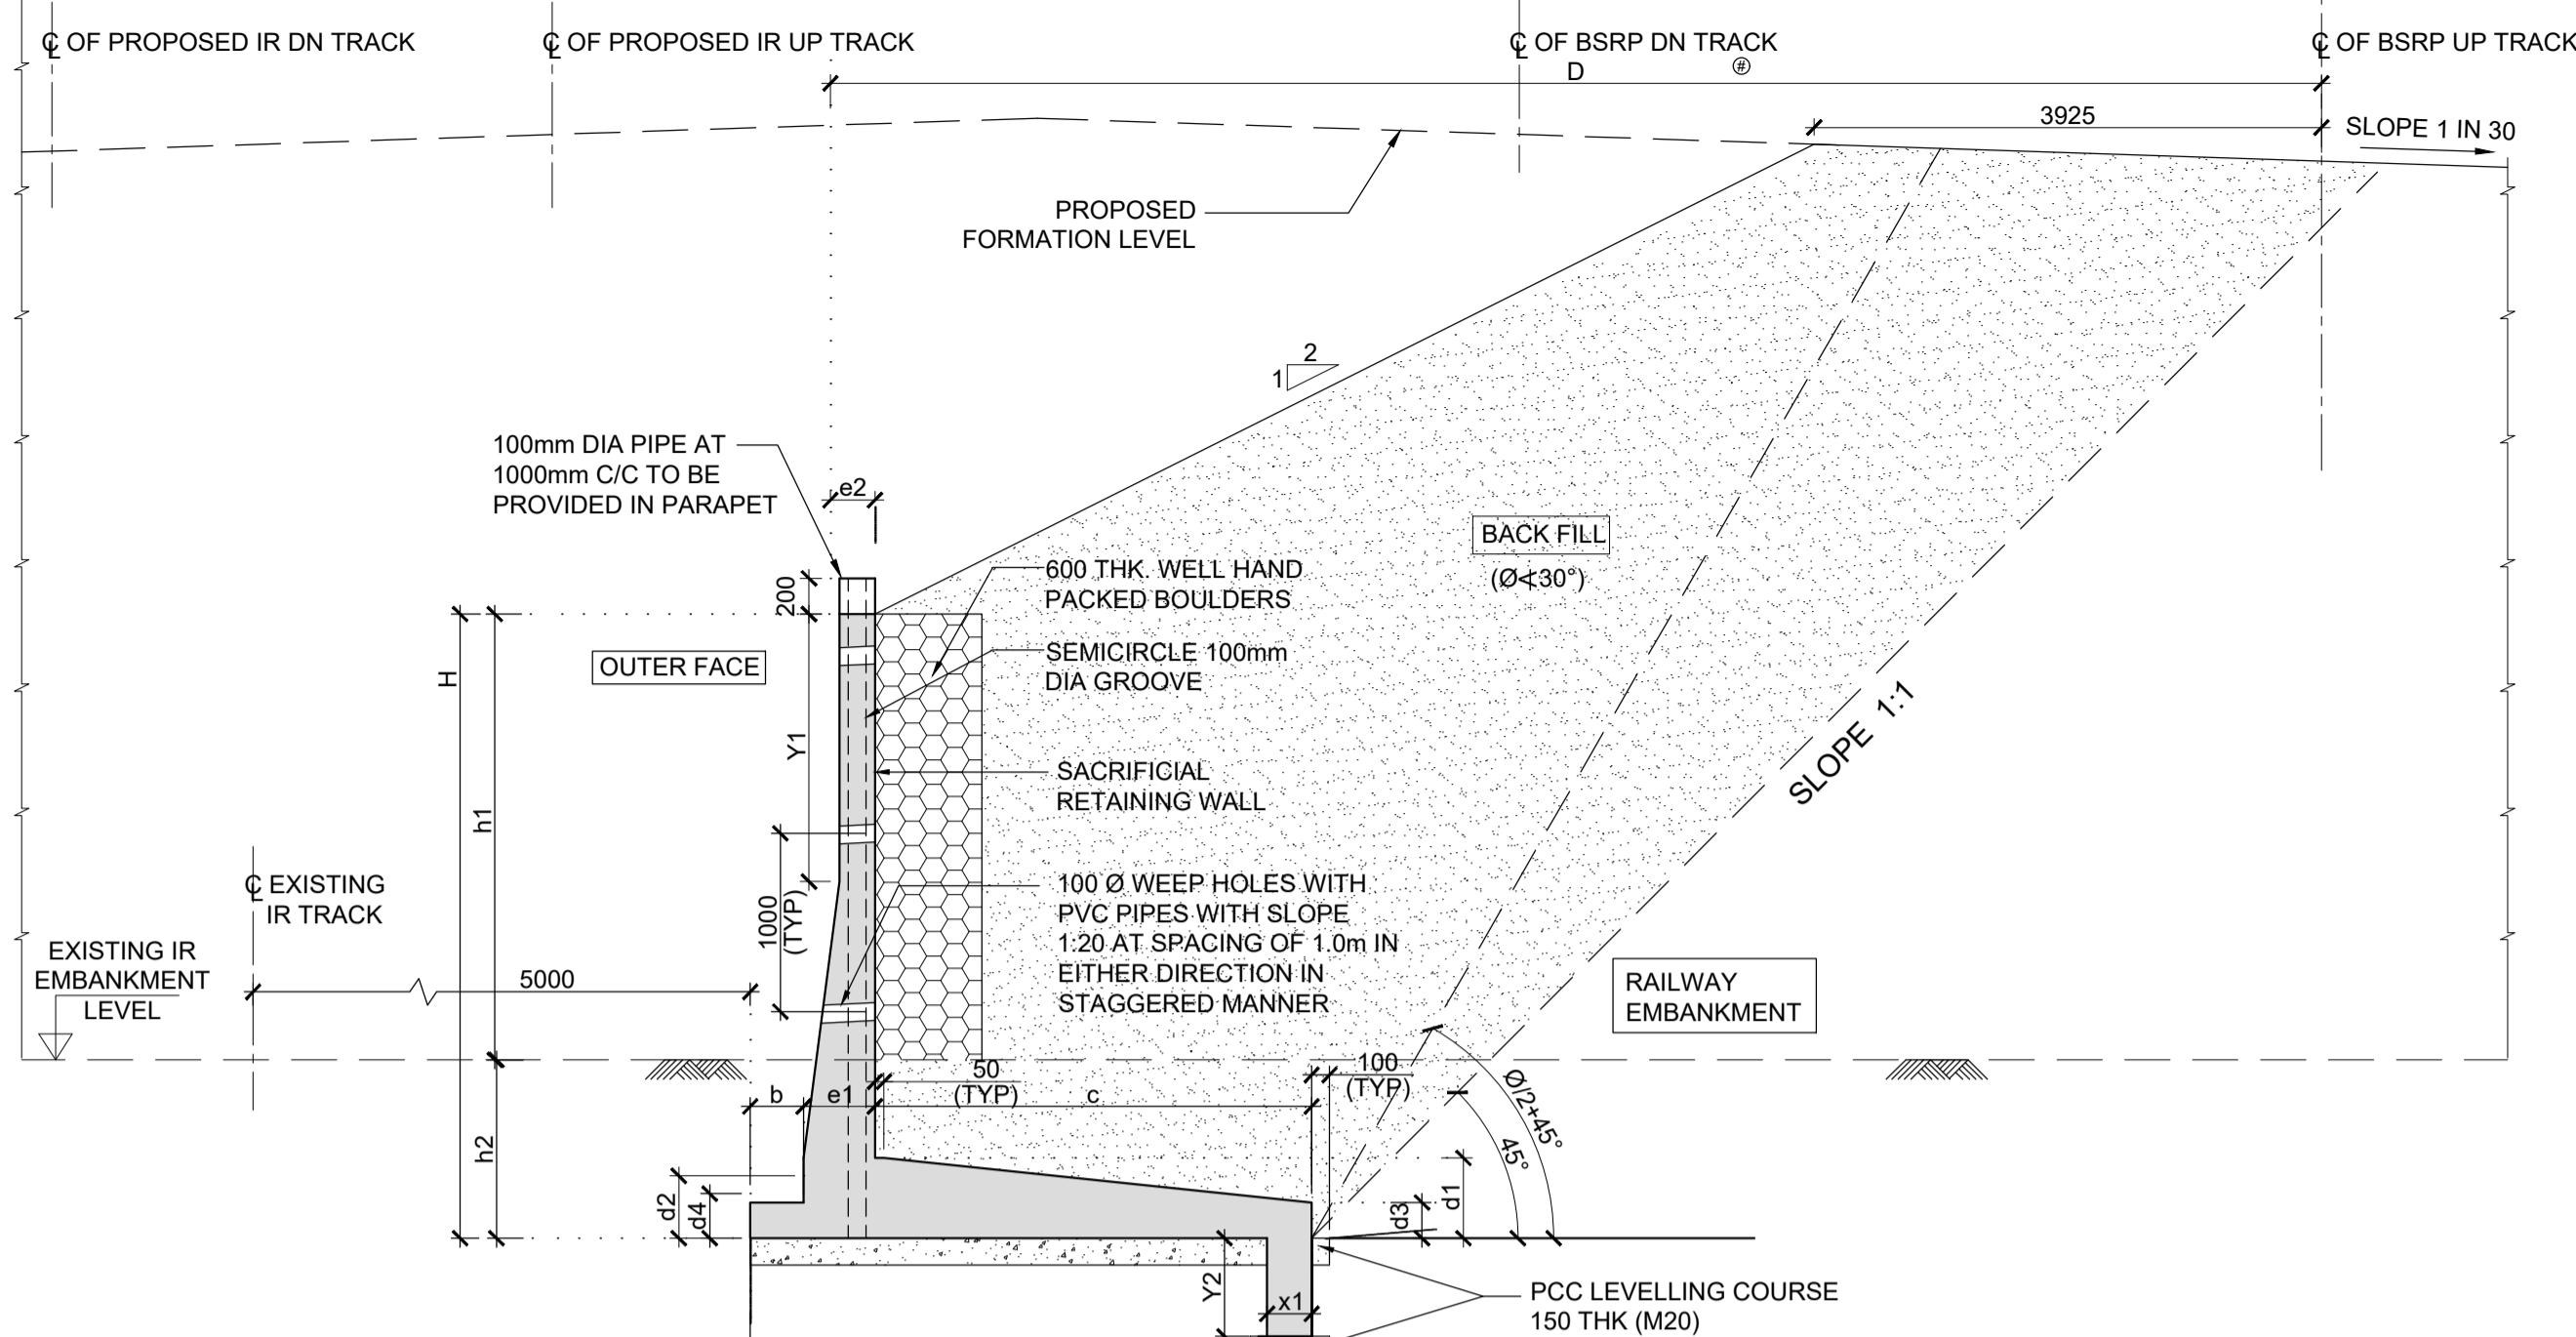 ℄ OF PROPOSED IR DN TRACK
℄ OF PROPOSED IR UP TRACK
℄ OF BSRP DN TRACK
℄ OF BSRP UP TRACK
D
#
3925
SLOPE 1 IN 30
PROPOSED
FORMATION LEVEL
2
1
100mm DIA PIPE AT
1000mm C/C TO BE
PROVIDED IN PARAPET
e2
BACK FILL
(Ø∢30°)
200
600 THK. WELL HAND
PACKED BOULDERS
OUTER FACE
SEMICIRCLE 100mm
DIA GROOVE
H
h1
Y1
SACRIFICIAL
RETAINING WALL
SLOPE 1:1
℄ EXISTING
IR TRACK
1000
(TYP)
100 Ø WEEP HOLES WITH
PVC PIPES WITH SLOPE
1:20 AT SPACING OF 1.0m IN
EITHER DIRECTION IN
STAGGERED MANNER
EXISTING IR
EMBANKMENT
LEVEL
5000
RAILWAY
EMBANKMENT
50
(TYP)
100
(TYP)
b
e1
c
Ø/2+45°
45°
h2
d2
d4
d3
d1
Y2
x1
PCC LEVELLING COURSE
150 THK (M20)